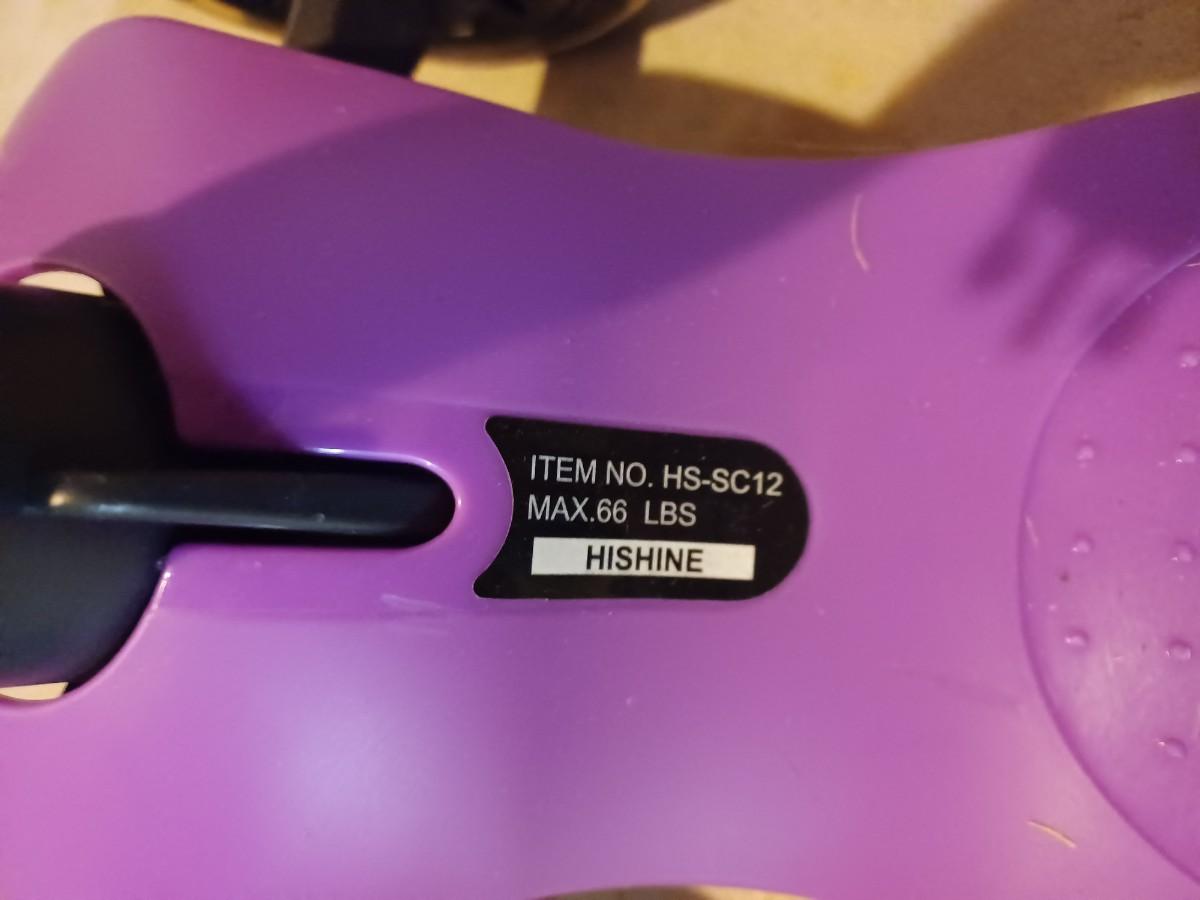 ITEM NO. HS-SC12
MAX.66 LBS
HISHINE